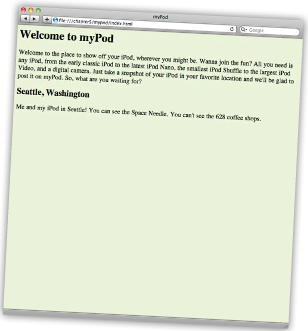 myPod
file:///chapter5/mypod/index.html
Google
Welcome to myPod
Welcome to the place to show off your iPod, wherever you might be. Wanna join the fun? All you need is
any iPod, from the early classic iPod to the latest iPod Nano, the smallest iPod Shuffle to the largest iPod
Video, and a digital camera. Just take a snapshot of your iPod in your favorite location and we'll be glad to
post it on myPod. So, what are you waiting for?
Seattle, Washington
Me and my iPod in Seattle! You can see the Space Needle. You can't see the 628 coffee shops.